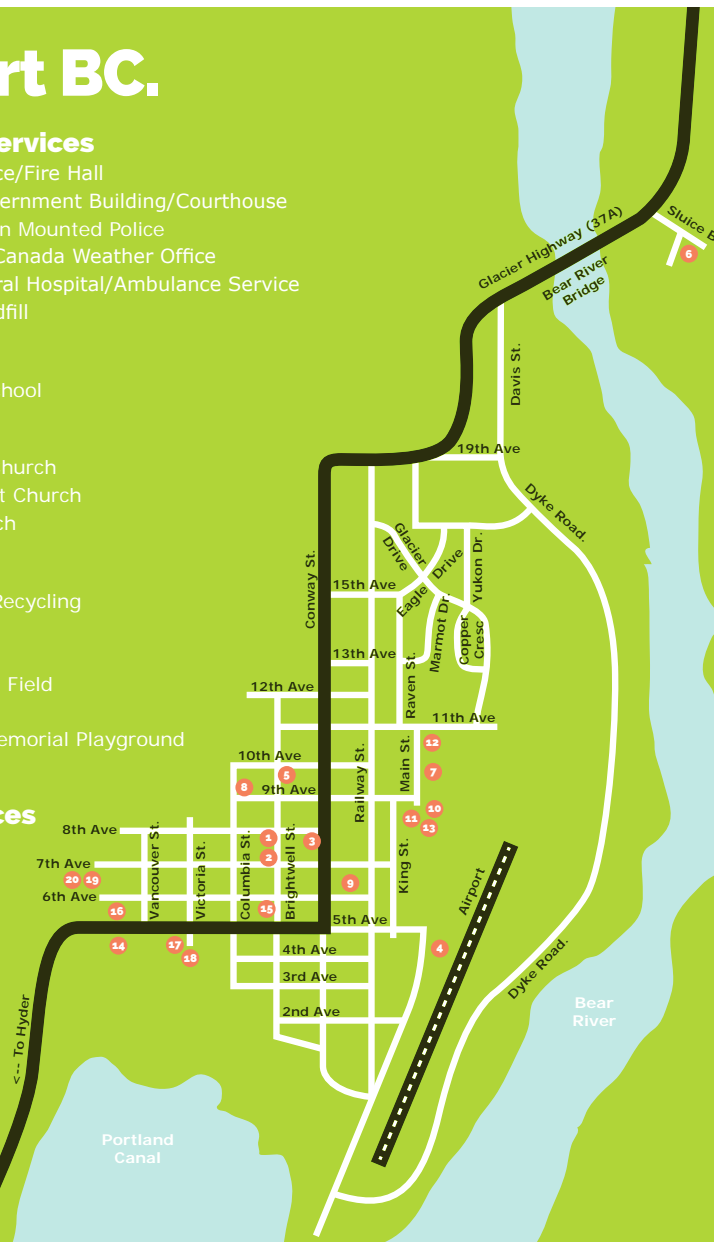 rt BC.
ervices
ce/Fire Hall
ernment Building/Courthouse
n Mounted Police
Canada Weather Office
ral Hospital/Ambulance Service
dfill
hool
hurch
t Church
ch
Recycling
Field
emorial Playground
ces
Glacier Highway (37A)
Sluice B
6
Bear River
Bridge
Davis St.
19th Ave
Dyke Road.
Conway St.
Glacier
Drive
Eagle Drive
Yukon Dr.
15th Ave
Marmot Dr.
Copper
Cresc
13th Ave
Raven St.
12th Ave
11th Ave
10th Ave
Railway St.
Main St.
12
5
7
8
9th Ave
10
11
13
8th Ave
Vancouver St.
Victoria St.
Columbia St.
Brightwell St.
1
3
2
7th Ave
King St.
20
19
9
6th Ave
Airport
16
15
5th Ave
14
17
18
4th Ave
4
3rd Ave
Dyke Road.
2nd Ave
<-- To Hyder
Bear
River
Portland
Canal